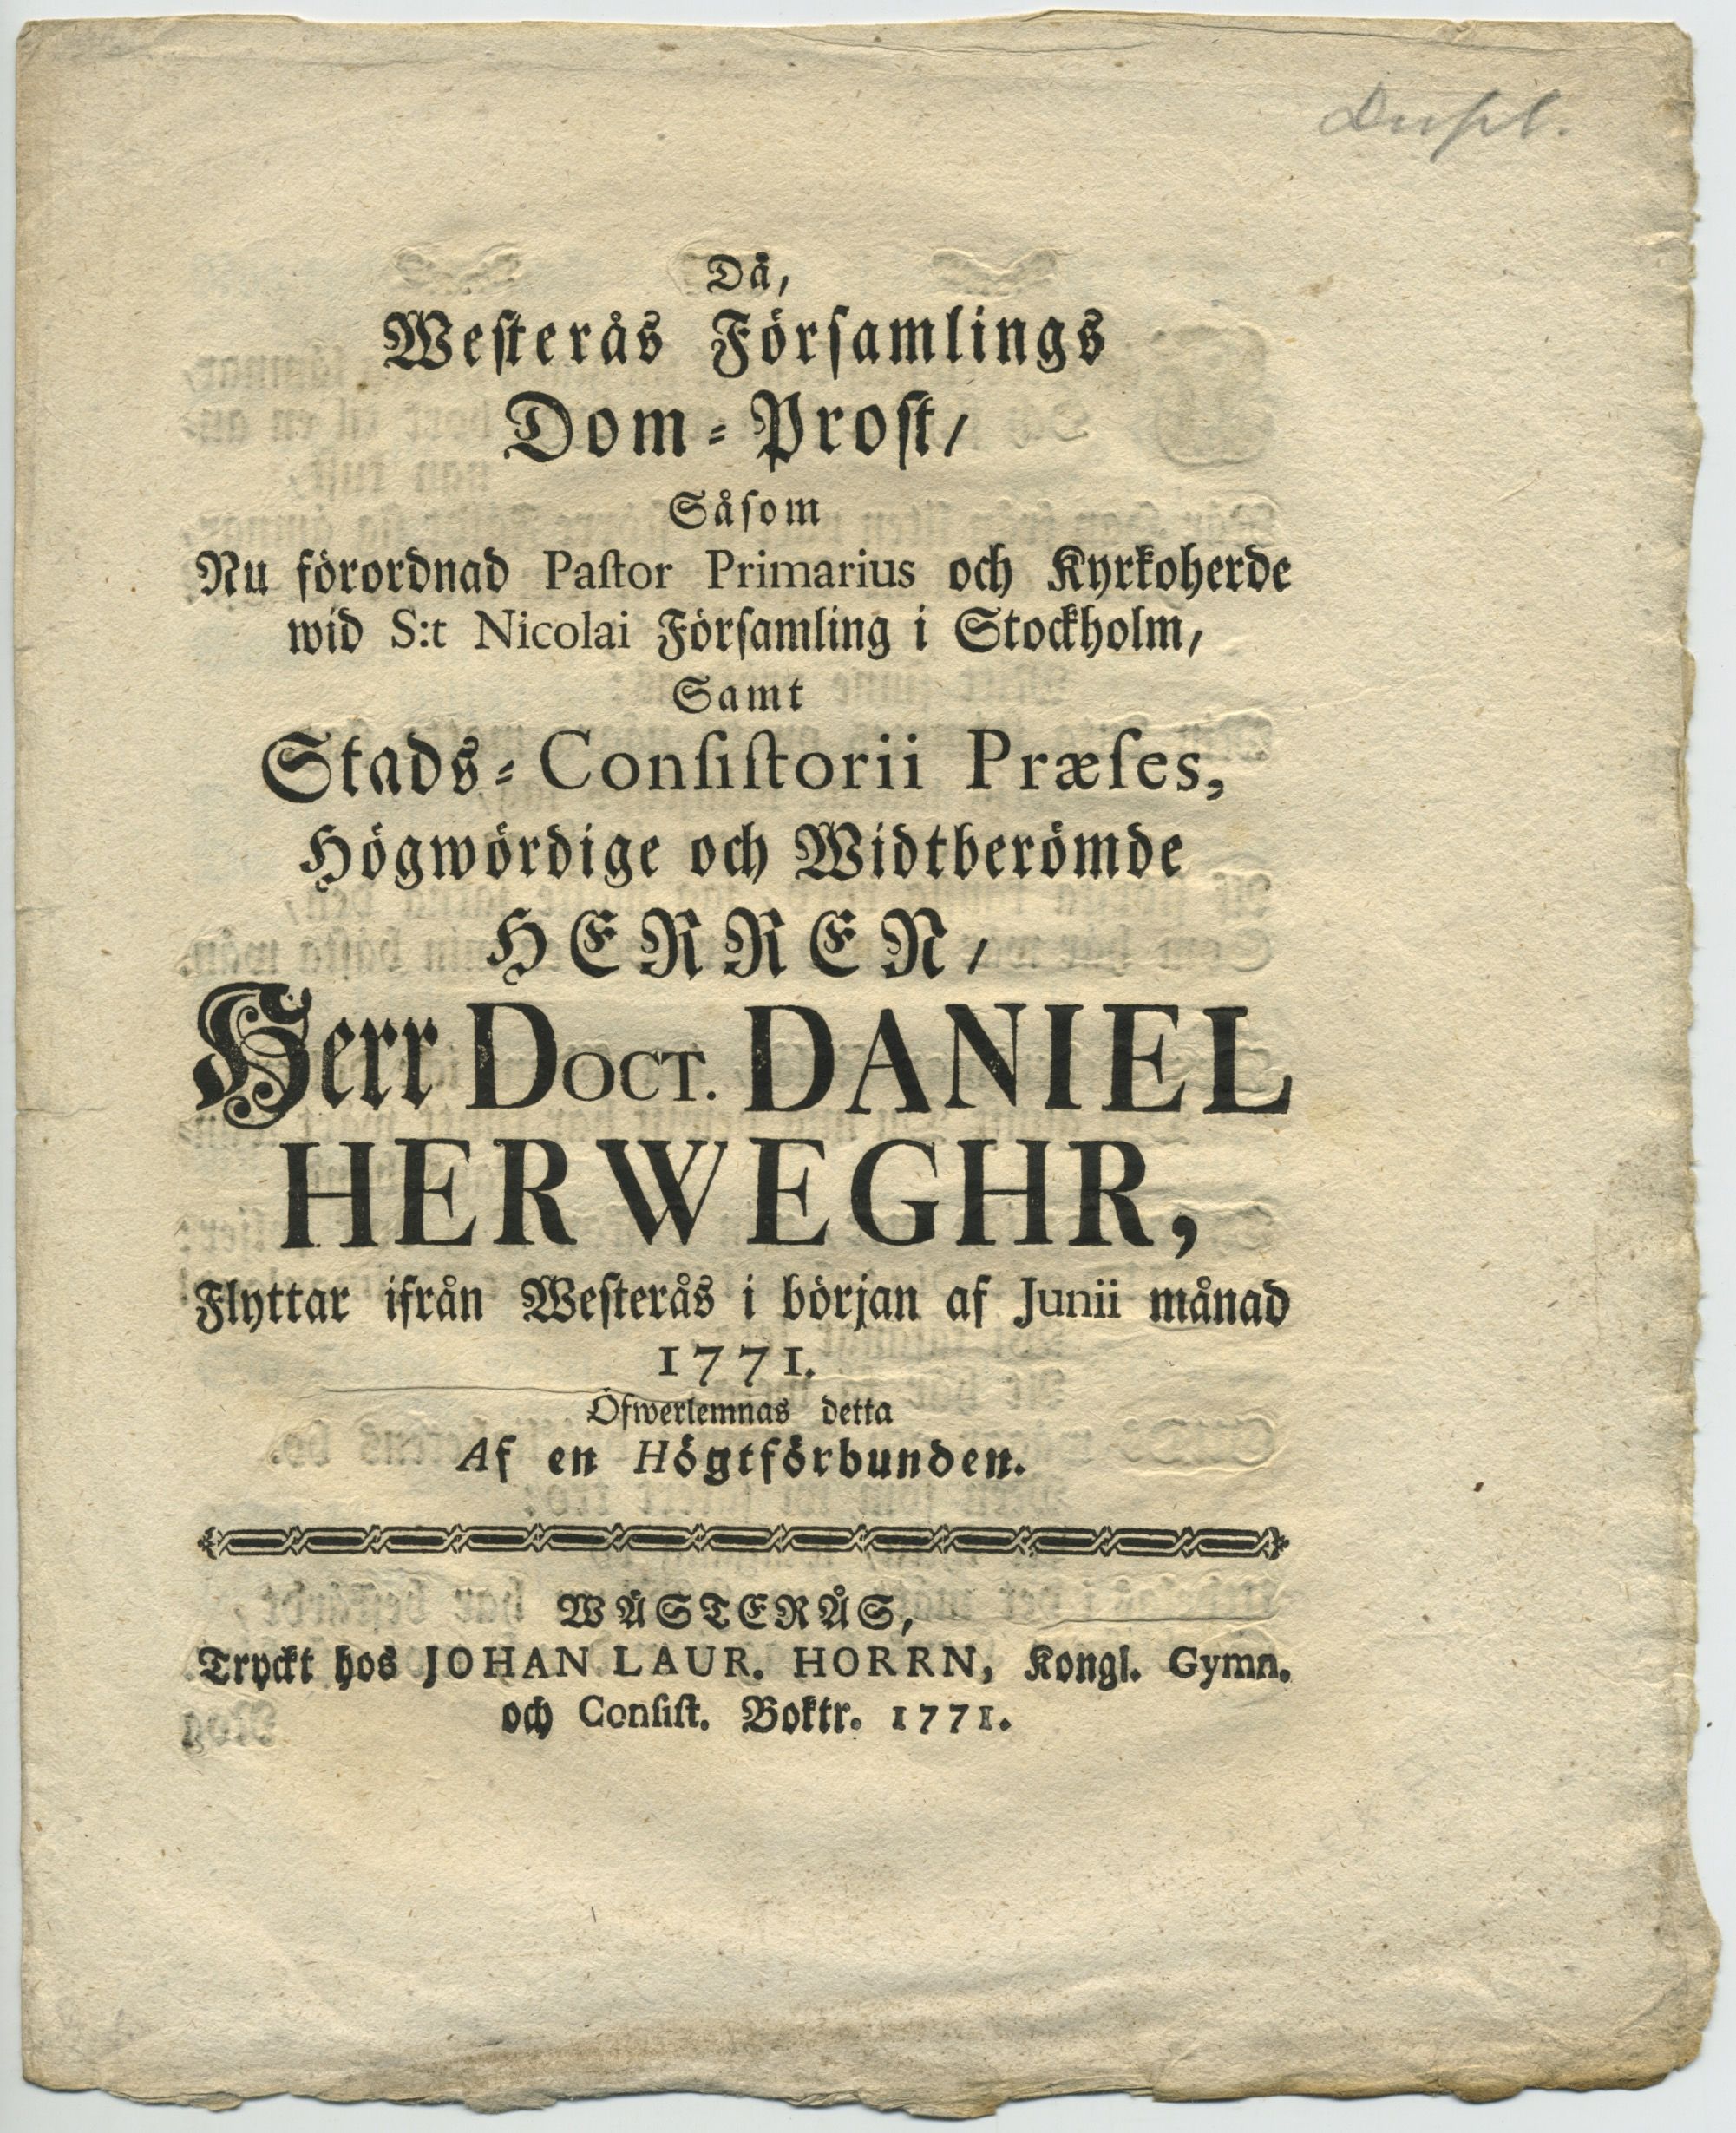 Dupl.
Då,
Westerås Församlings
Dom-Prost/
Såsom
Nu förordnad Pastor Primarius och Kyrkoherde
wid S:t Nicolai Församling i Stockholm,
Samt
Stads-Consistorii Præses,
Högwördige och Widtberömde
HERREN/
Herr DOCT. DANIEL
HERWEGHR,
Flyttar ifrån Westerås i början af Junii månad
1771.
Öfwerlemnas detta
Af en Högtförbunden.
WÄSTERÅS,
Tryckt hos JOHAN LAUR. HORRN, Kongl. Gymn.
och Consist. Boktr. 1771.